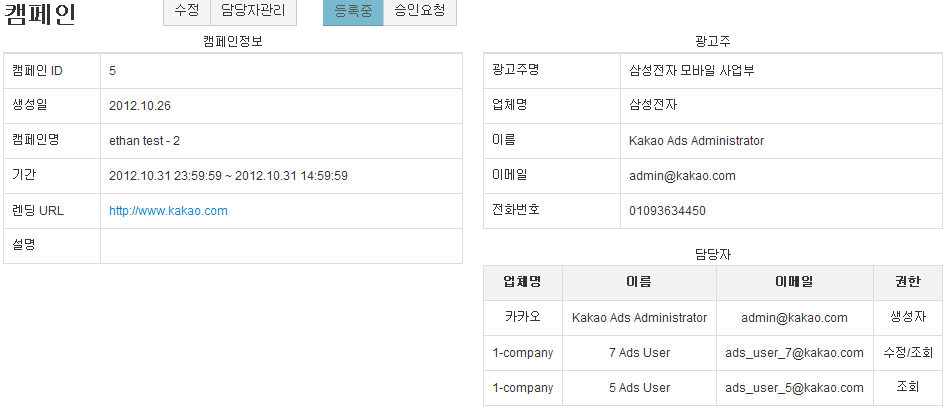 캠페인 수정 담당자관리 등록중 승인요청
캠페인정보
캠페인 ID 5
생성일 2012.10.26
캠페인명 ethan test - 2
기간 2012.10.31 23:59:59 ~ 2012.10.31 14:59:59
렌딩 URL http://www.kakao.com
설명
광고주
광고주명 삼성전자 모바일 사업부
업체명 삼성전자
이름 Kakao Ads Administrator
이메일 admin@kakao.com
전화번호 01093634450
담당자
업체명 이름 이메일 권한
카카오 Kakao Ads Administrator admin@kakao.com 생성자
1-company 7 Ads User ads_user_7@kakao.com 수정/조회
1-company 5 Ads User ads_user_5@kakao.com 조회